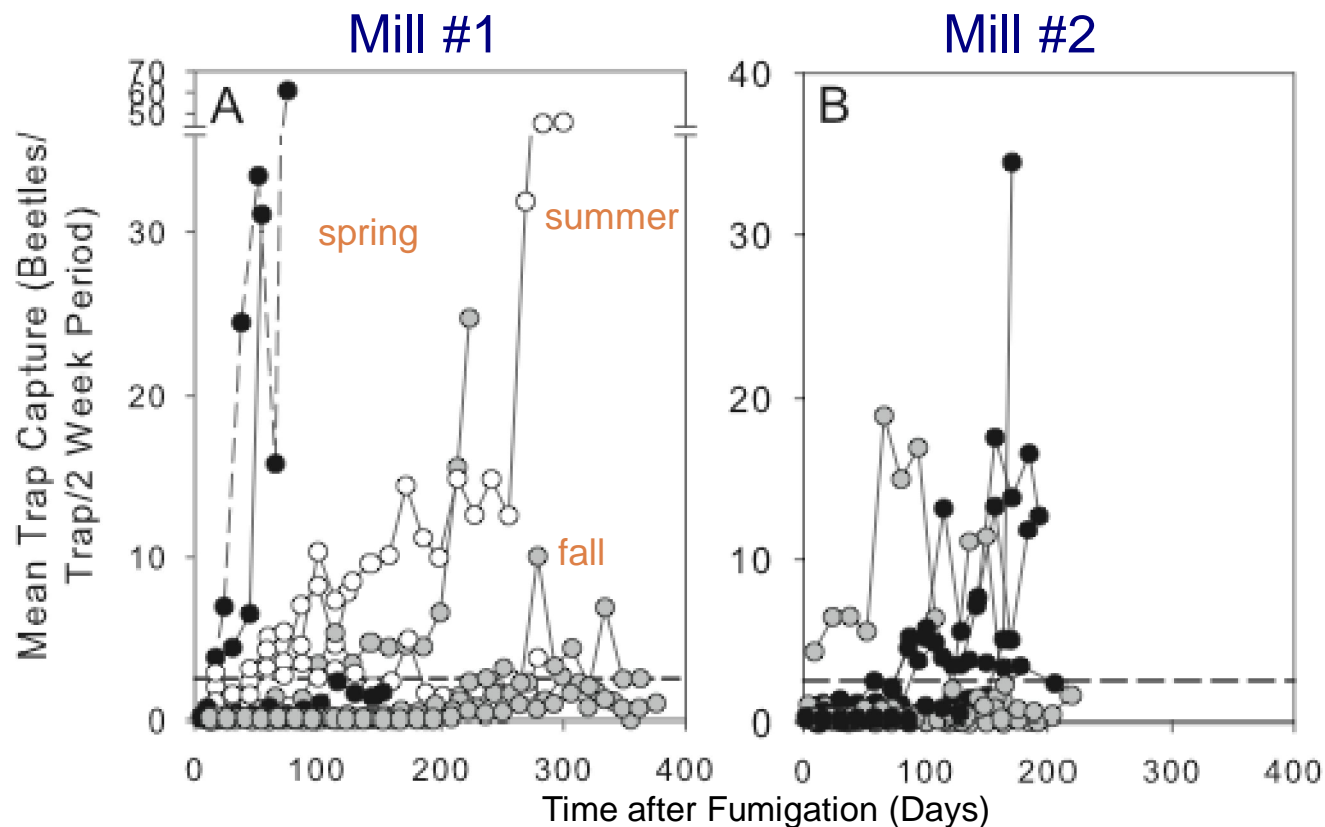 Mill #1
Mill #2
Mean Trap Capture (Beetles/
Trap/2 Week Period)
70
60
50
30
20
10
0
A
spring
summer
fall
0 100 200 300 400
40
30
20
10
0
B
0 100 200 300 400
Time after Fumigation (Days)